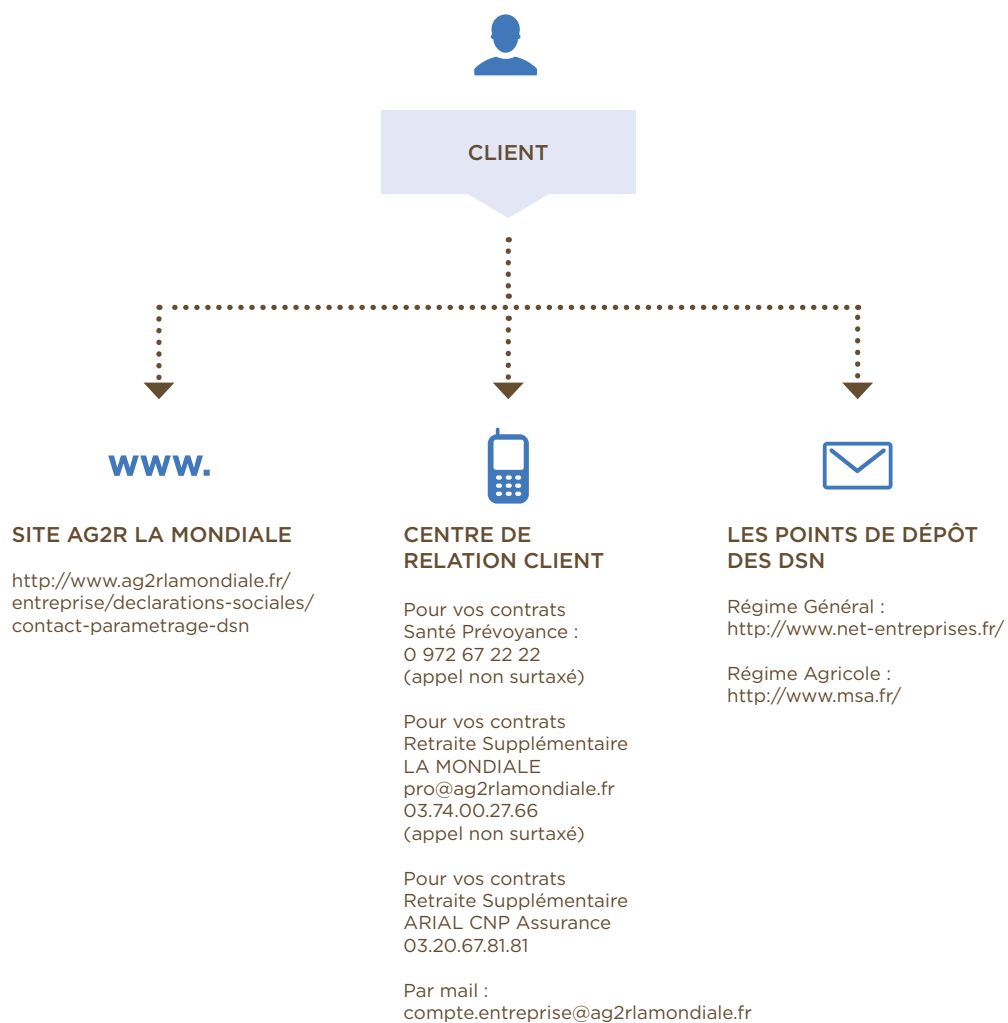 CLIENT
www.
SITE AG2R LA MONDIALE
http://www.ag2rlamondiale.fr/
entreprise/declarations-sociales/
contact-parametrage-dsn
CENTRE DE
RELATION CLIENT
Pour vos contrats
Santé Prévoyance :
0 972 67 22 22
(appel non surtaxé)
Pour vos contrats
Retraite Supplémentaire
LA MONDIALE
pro@ag2rlamondiale.fr
03.74.00.27.66
(appel non surtaxé)
Pour vos contrats
Retraite Supplémentaire
ARIAL CNP Assurance
03.20.67.81.81
Par mail :
compte.entreprise@ag2rlamondiale.fr
LES POINTS DE DÉPÔT
DES DSN
Régime Général :
http://www.net-entreprises.fr/
Régime Agricole :
http://www.msa.fr/